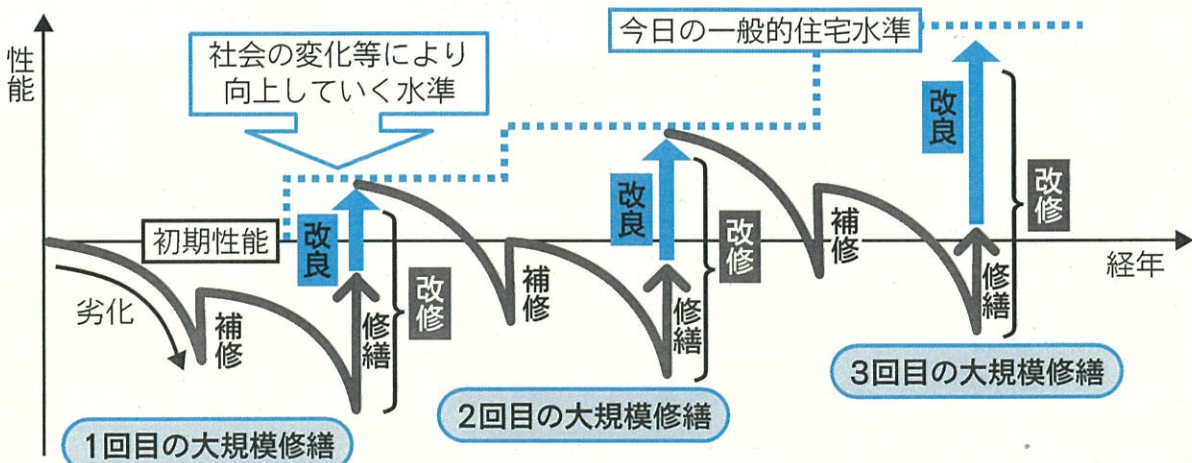 性能
社会の変化等により
向上していく水準
今日の一般的住宅水準
初期性能
劣化
補修
改良
修繕
改修
補修
改良
修繕
改修
補修
改良
修繕
改修
経年
1回目の大規模修繕
2回目の大規模修繕
3回目の大規模修繕